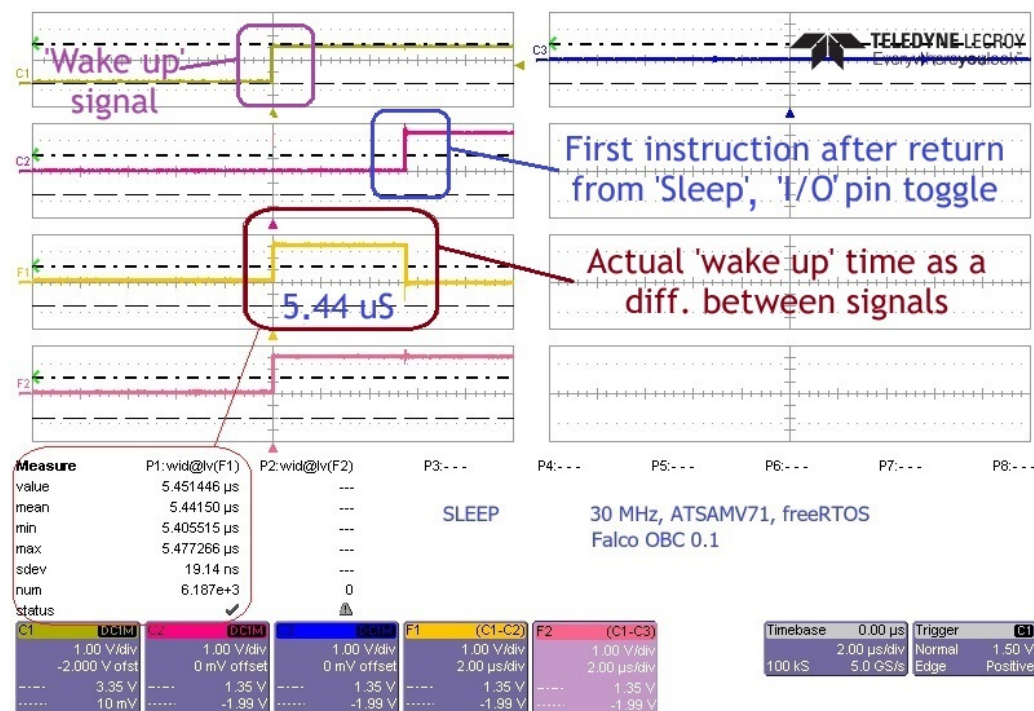 'Wake up'
signal
C1
C3
TELEDYNE LECROY
Everywhereyoulook
C2
First instruction after return
from 'Sleep', 'I/O' pin toggle
F1
5.44 uS
Actual 'wake up' time as a
diff. between signals
F2
Measure P1:wid@lv(F1) P2:wid@lv(F2) P3:- - - P4:- - - P5:- - - P6:- - - P7:- - - P8:- - -
value 5.451446 µs ---
mean 5.44150 µs ---
min 5.405515 µs ---
max 5.477266 µs ---
sdev 19.14 ns ---
num 6.187e+3 0
status
SLEEP
30 MHz, ATSAMV71, freeRTOS
Falco OBC 0.1
C1 DC1M
1.00 V/div
-2.000 V ofst
3.35 V
10 mV
C2 DC1M
1.00 V/div
0 mV offset
1.35 V
-1.99 V
DC1M
1.00 V/div
0 mV offset
1.35 V
-1.99 V
F1 (C1-C2)
1.00 V/div
2.00 µs/div
1.35 V
-1.99 V
F2 (C1-C3)
1.00 V/div
2.00 µs/div
1.35 V
-1.99 V
Timebase 0.00 µs
2.00 µs/div
100 kS 5.0 GS/s
Trigger C1
Normal 1.50 V
Edge Positive